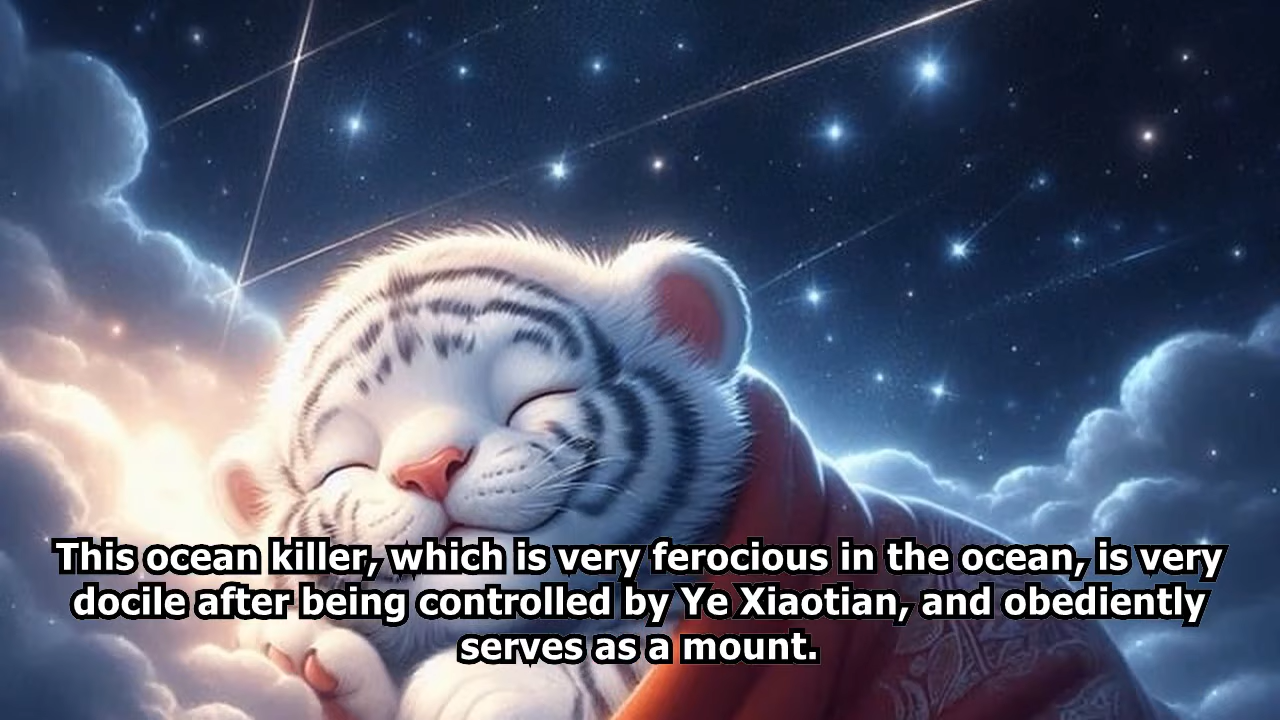 This ocean killer, which is very ferocious in the ocean, is very
docile after being controlled by Ye Xiaotian, and obediently
serves as a mount.